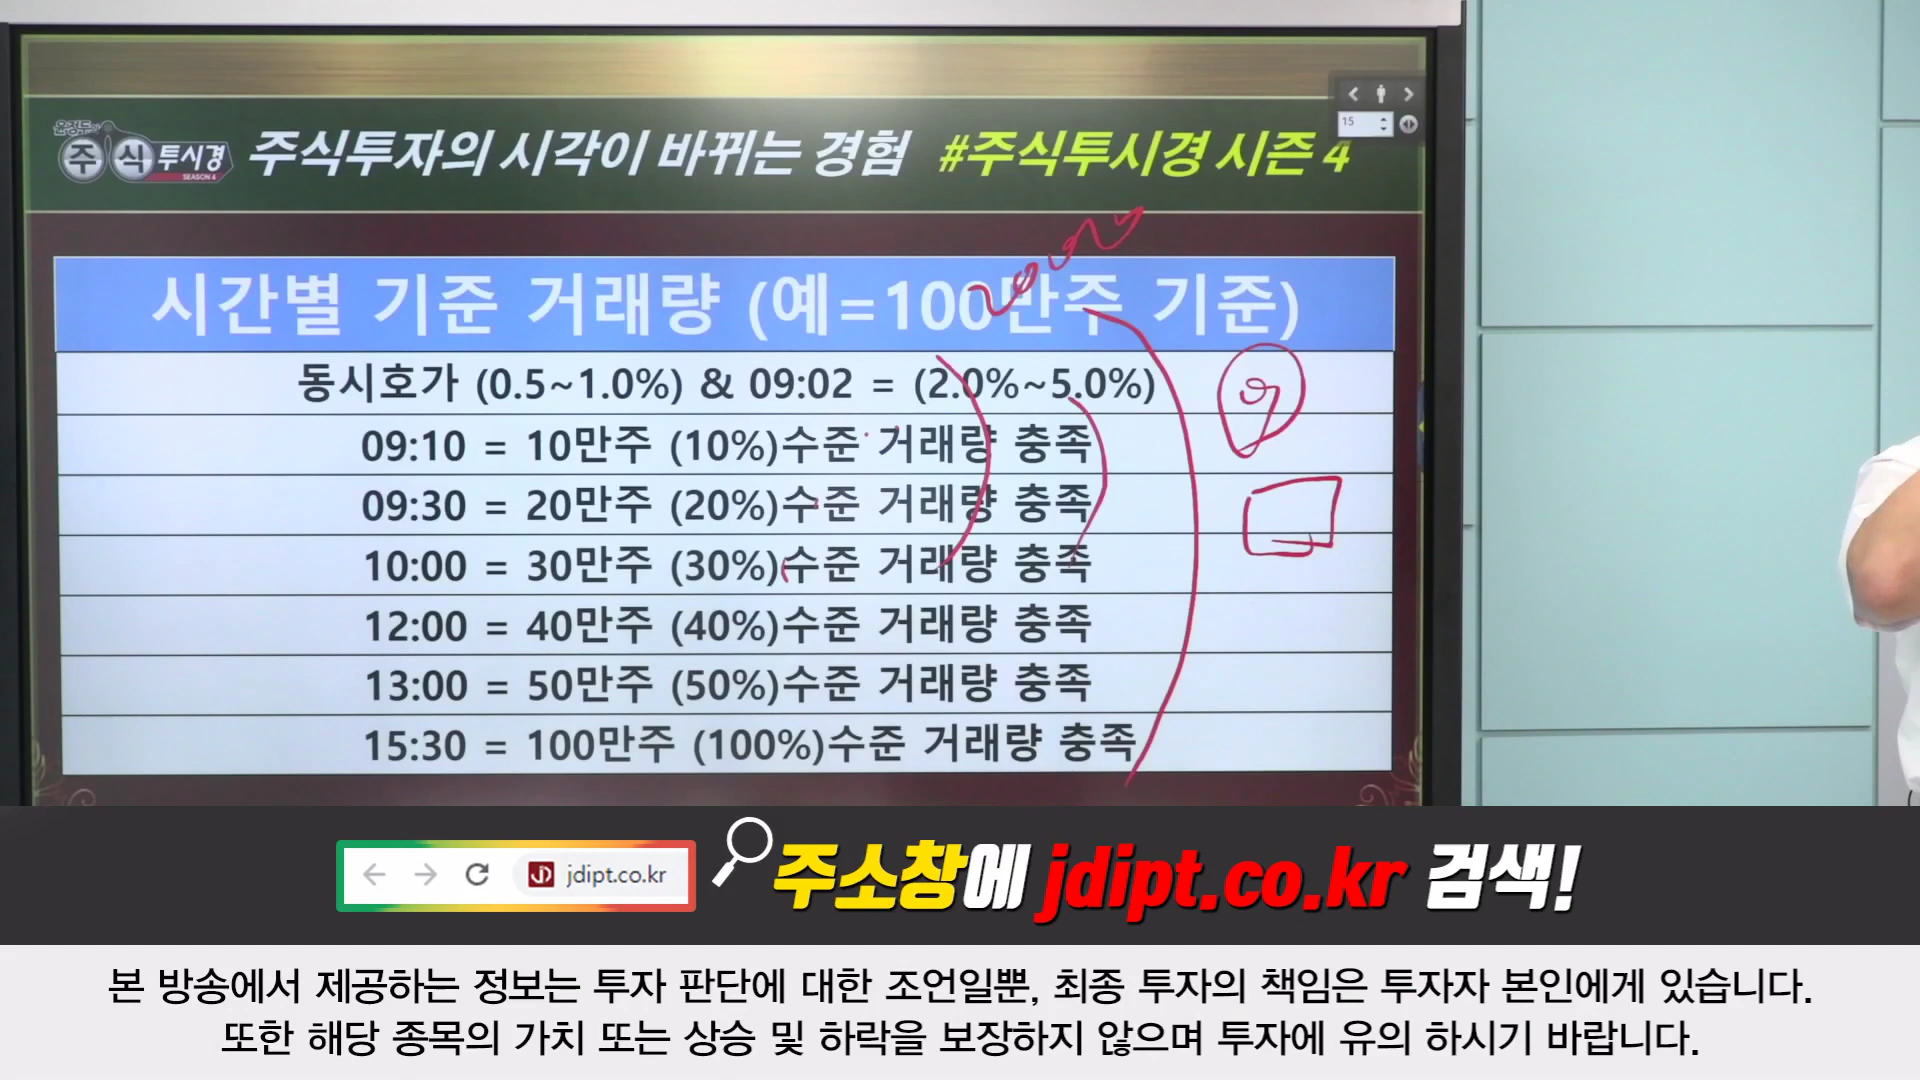 윤정두의
주식투시경
SEASON 4
주식투자의 시각이 바뀌는 경험 #주식투시경 시즌 4
15
시간별 기준 거래량 (예=100만주 기준)
동시호가 (0.5~1.0%) & 09:02 = (2.0%~5.0%)
09:10 = 10만주 (10%)수준 거래량 충족
09:30 = 20만주 (20%)수준 거래량 충족
10:00 = 30만주 (30%)수준 거래량 충족
12:00 = 40만주 (40%)수준 거래량 충족
13:00 = 50만주 (50%)수준 거래량 충족
15:30 = 100만주 (100%)수준 거래량 충족
jdipt.co.kr
주소창에 jdipt.co.kr 검색!
본 방송에서 제공하는 정보는 투자 판단에 대한 조언일뿐, 최종 투자의 책임은 투자자 본인에게 있습니다.
또한 해당 종목의 가치 또는 상승 및 하락을 보장하지 않으며 투자에 유의 하시기 바랍니다.